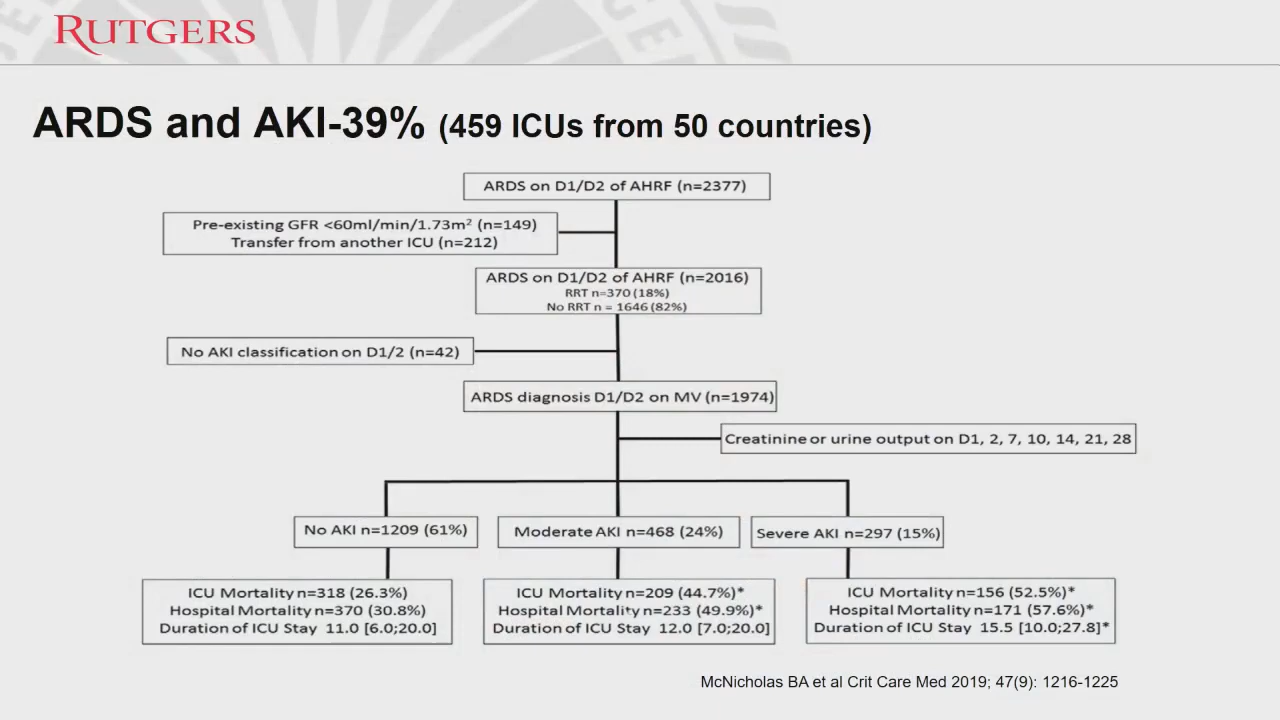 RUTGERS
ARDS and AKI-39% (459 ICUs from 50 countries)
ARDS on D1/D2 of AHRF (n=2377)
Pre-existing GFR <60ml/min/1.73m² (n=149)
Transfer from another ICU (n=212)
ARDS on D1/D2 of AHRF (n=2016)
RRT n=370 (18%)
No RRT n = 1646 (82%)
No AKI classification on D1/2 (n=42)
ARDS diagnosis D1/D2 on MV (n=1974)
Creatinine or urine output on D1, 2, 7, 10, 14, 21, 28
No AKI n=1209 (61%)
Moderate AKI n=468 (24%)
Severe AKI n=297 (15%)
ICU Mortality n=318 (26.3%)
Hospital Mortality n=370 (30.8%)
Duration of ICU Stay 11.0 [6.0;20.0]
ICU Mortality n=209 (44.7%)*
Hospital Mortality n=233 (49.9%)*
Duration of ICU Stay 12.0 [7.0;20.0]
ICU Mortality n=156 (52.5%)*
Hospital Mortality n=171 (57.6%)*
Duration of ICU Stay 15.5 [10.0;27.8]*
McNicholas BA et al Crit Care Med 2019; 47(9): 1216-1225